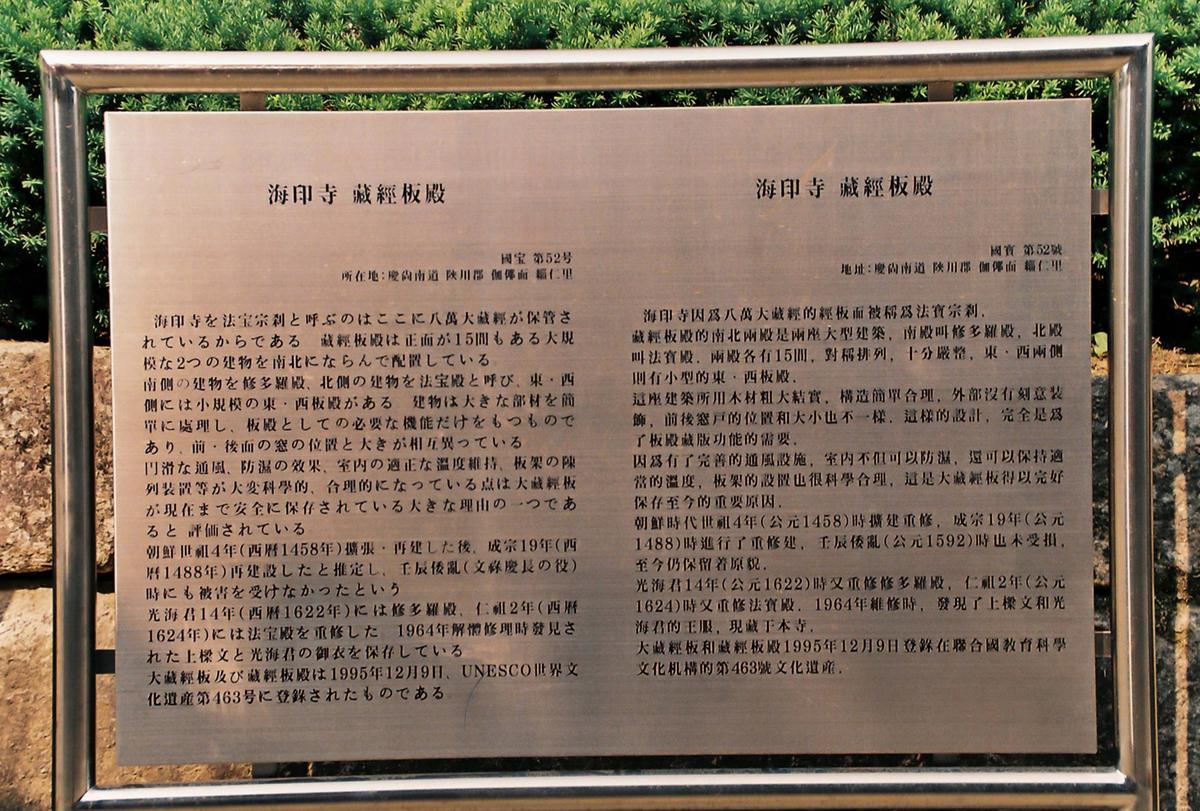 海印寺 藏經板殿
國宝 第52号
所在地:慶尙南道 陜川郡 伽倻面 緇仁里
海印寺を法宝宗刹と呼ぶのはここに八萬大藏經が保管さ
れているからである 藏經板殿は正面が15間もある大規
模な2つの建物を南北にならんで配置している
南側の建物を修多羅殿、北側の建物を法宝殿と呼び、東・西
側には小規模の東・西板殿がある 建物は大きな部材を簡
單に處理し、板殿としての必要な機能だけをもつもので
あり、前・後面の窓の位置と大きが相互異っている
円滑な通風、防濕の效果、室内の適正な溫度維持、板架の陳
列装置等が大変科學的、合理的になっている点は大藏經板
が現在まで安全に保存されている大きな理由の一つであ
ると 評価されている
朝鮮世祖4年(西暦1458年)擴張・再建した後、成宗19年(西
暦1488年)再建設したと推定し、壬辰倭亂(文祿慶長の役)
時にも被害を受けなかったという
光海君14年(西暦1622年)には修多羅殿、仁祖2年(西暦
1624年)には法宝殿を重修した 1964年解體修理時發見さ
れた上樑文と光海君の御衣を保存している
大藏經板及び藏經板殿は1995年12月9日、UNESCO世界文
化遺産第463号に登錄されたものである
海印寺 藏經板殿
國寶 第52號
地址:慶尙南道 陜川郡 伽倻面 緇仁里
海印寺因爲八萬大藏經的經板而被稱爲法寶宗刹.
藏經板殿的南北兩殿是兩座大型建築, 南殿叫修多羅殿, 北殿
叫法寶殿. 兩殿各有15間, 對稱排列, 十分嚴整, 東・西兩側
則有小型的東・西板殿.
這座建築所用木材粗大結實, 構造簡單合理, 外部沒有刻意装
飾, 前後窓戸的位置和大小也不一樣. 這樣的設計, 完全是爲
了板殿藏版功能的需要.
因爲有了完善的通風設施, 室内不但可以防濕, 還可以保持適
當的溫度, 板架的設置也很科學合理, 這是大藏經板得以完好
保存至今的重要原因.
朝鮮時代世祖4年(公元1458)時擴建重修, 成宗19年(公元
1488)時進行了重修建, 壬辰倭亂(公元1592)時也未受損,
至今仍保留着原貌.
光海君14年(公元1622)時又重修修多羅殿, 仁祖2年(公元
1624)時又重修法寶殿. 1964年維修時, 發現了上樑文和光
海君的王服, 現藏于本寺.
大藏經板和藏經板殿1995年12月9日登錄在聯合國教育科學
文化机構的第463號文化遺産.